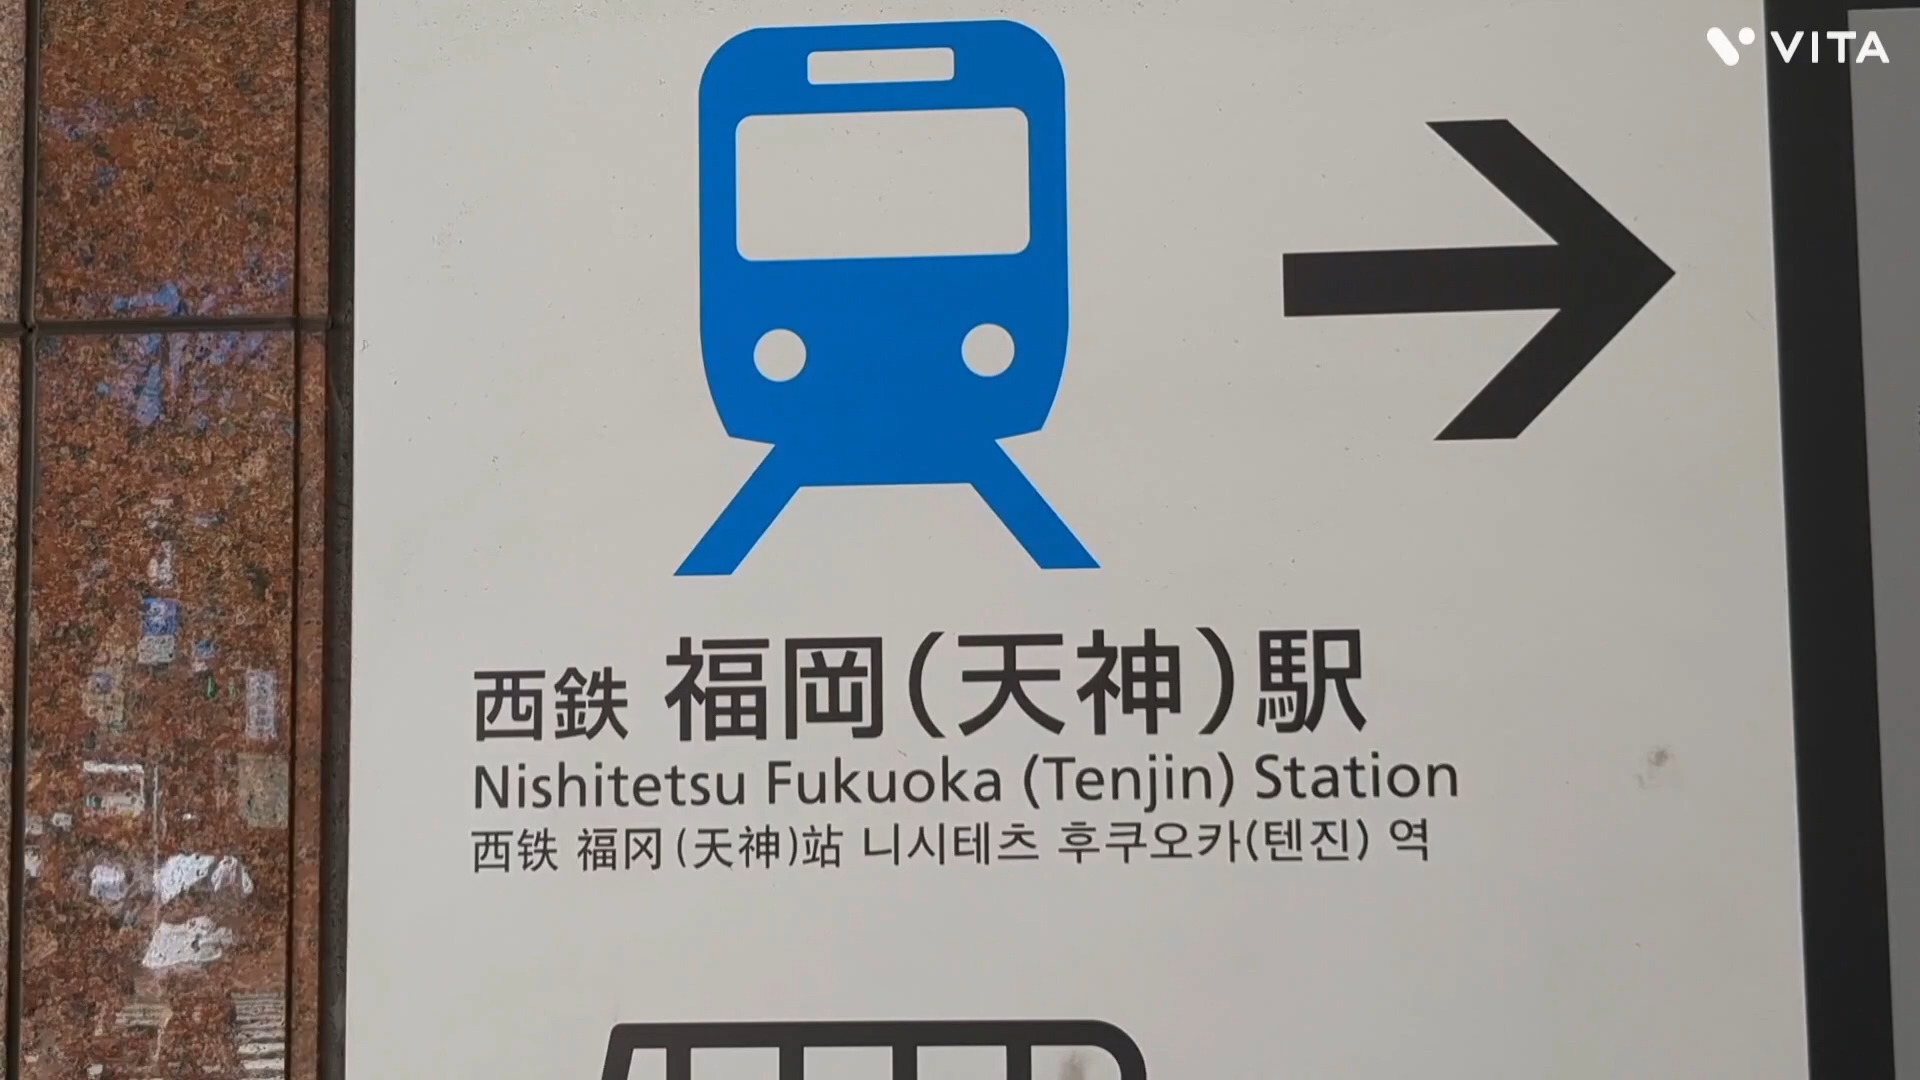 VITA
西鉄 福岡(天神)駅
Nishitetsu Fukuoka (Tenjin) Station
西铁 福冈(天神)站 니시테츠 후쿠오카(텐진) 역